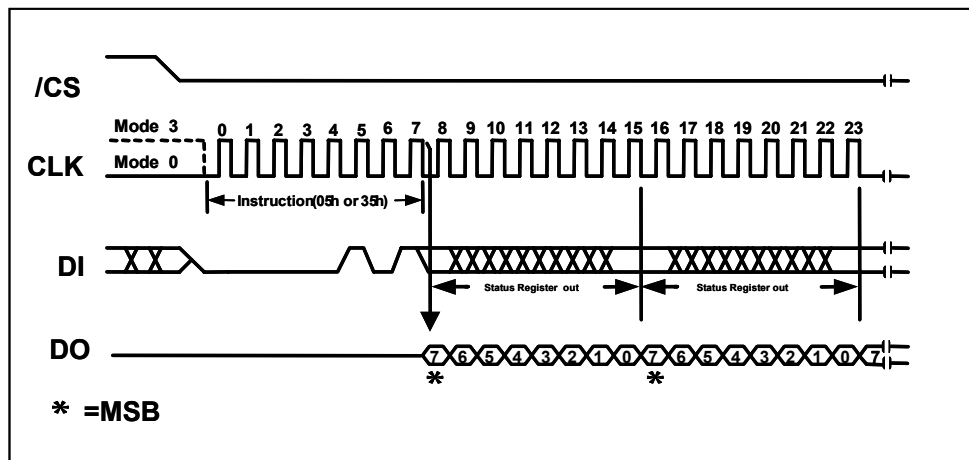 /CS
Mode 3
0 1 2 3 4 5 6 7 8 9 10 11 12 13 14 15 16 17 18 19 20 21 22 23
Mode 0
CLK
Instruction(05h or 35h)
DI
Status Register out
Status Register out
DO
7 6 5 4 3 2 1 0 7 6 5 4 3 2 1 0 7
* *
* =MSB